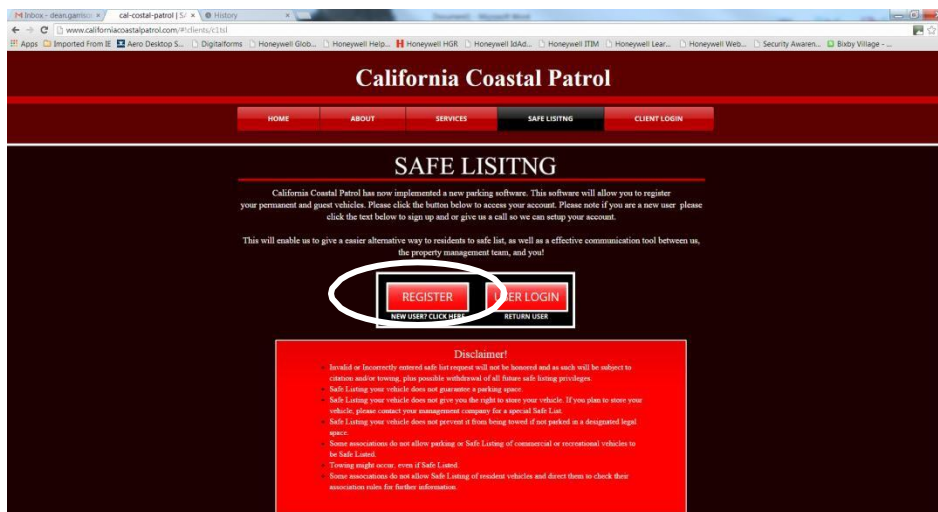 Inbox - dean.garriso
cal-costal-patrol | S/
History
www.californiacoastalpatrol.com/#!clients/c1tsl
Apps Imported From IE Aero Desktop S... Digitalforms Honeywell Glob... Honeywell Help... Honeywell HGR Honeywell IdAd... Honeywell ITIM Honeywell Lear... Honeywell Web... Security Awaren... Bixby Village - ...
California Coastal Patrol
HOME ABOUT SERVICES SAFE LISITNG CLIENT LOGIN
SAFE LISITNG
California Coastal Patrol has now implemented a new parking software. This software will allow you to register
your permanent and guest vehicles. Please click the button below to access your account. Please note if you are a new user please
click the text below to sign up and or give us a call so we can setup your account.
This will enable us to give a easier alternative way to residents to safe list, as well as a effective communication tool between us,
the property management team, and you!
REGISTER USER LOGIN
NEW USER? CLICK HERE RETURN USER
Disclaimer!
Invalid or Incorrectly entered safe list request will not be honored and as such will be subject to
citation and/or towing, plus possible withdrawal of all future safe listing privileges.
Safe Listing your vehicle does not guarantee a parking space.
Safe Listing your vehicle does not give you the right to store your vehicle. If you plan to store your
vehicle, please contact your management company for a special Safe List.
Safe Listing your vehicle does not prevent it from being towed if not parked in a designated legal
space.
Some associations do not allow parking or Safe Listing of commercial or recreational vehicles to
be Safe Listed.
Towing might occur, even if Safe Listed.
Some associations do not allow Safe Listing of resident vehicles and direct them to check their
association rules for further information.